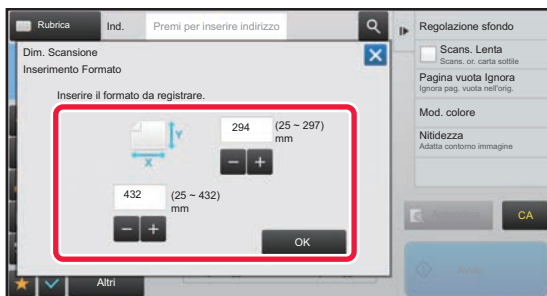 Rubrica
Ind.
Premi per inserire indirizzo
Dim. Scansione
Inserimento Formato
Inserire il formato da registrare.
Y
X
294
(25 ~ 297)
mm
432
(25 ~ 432)
mm
OK
Altri
Regolazione sfondo
Scans. Lenta
Scans. or. carta sottile
Pagina vuota Ignora
Ignora pag. vuota nell'orig.
Mod. colore
Nitidezza
Adatta contorno immagine
CA